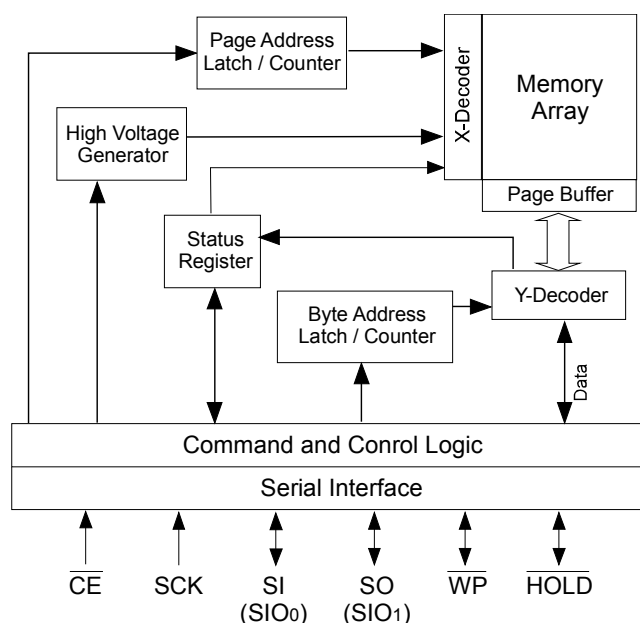 Page Address
Latch / Counter
X-Decoder
Memory
Array
High Voltage
Generator
Page Buffer
Status
Register
Y-Decoder
Byte Address
Latch / Counter
Data
Command and Conrol Logic
Serial Interface
CE SCK SI SO WP HOLD
(SIO0) (SIO1)